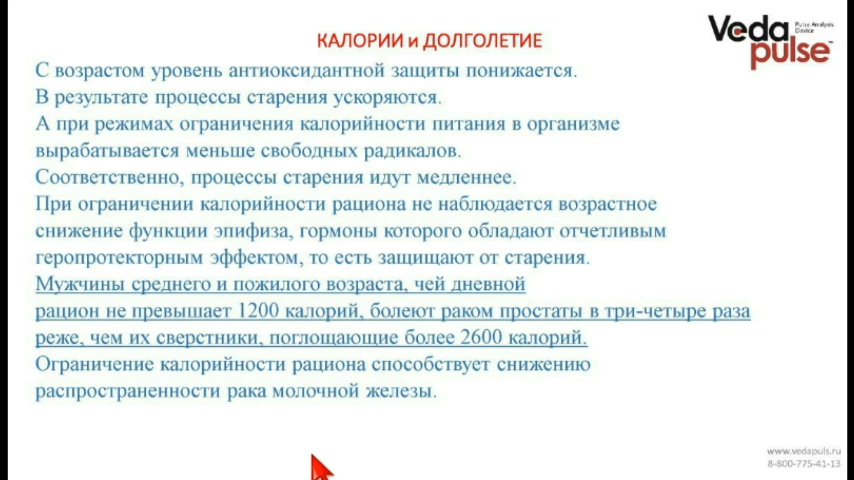 КАЛОРИИ и ДОЛГОЛЕТИЕ
Veda
pulse™
Pulse Analysis
Device
С возрастом уровень антиоксидантной защиты понижается.
В результате процессы старения ускоряются.
А при режимах ограничения калорийности питания в организме
вырабатывается меньше свободных радикалов.
Соответственно, процессы старения идут медленнее.
При ограничении калорийности рациона не наблюдается возрастное
снижение функции эпифиза, гормоны которого обладают отчетливым
геропротекторным эффектом, то есть защищают от старения.
Мужчины среднего и пожилого возраста, чей дневной
рацион не превышает 1200 калорий, болеют раком простаты в три-четыре раза
реже, чем их сверстники, поглощающие более 2600 калорий.
Ограничение калорийности рациона способствует снижению
распространенности рака молочной железы.
www.vedapuls.ru
8-800-775-41-13